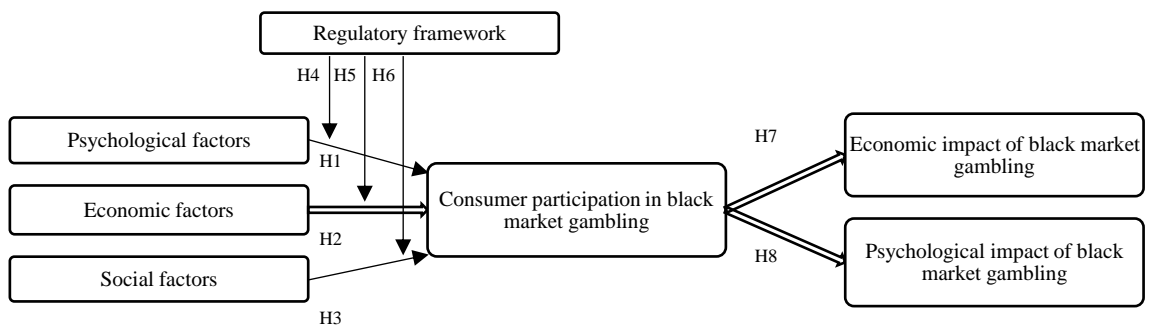 Regulatory framework
H4 H5 H6
Psychological factors
H1
Economic factors
H2
Social factors
H3
Consumer participation in black
market gambling
H7
Economic impact of black market
gambling
H8
Psychological impact of black
market gambling